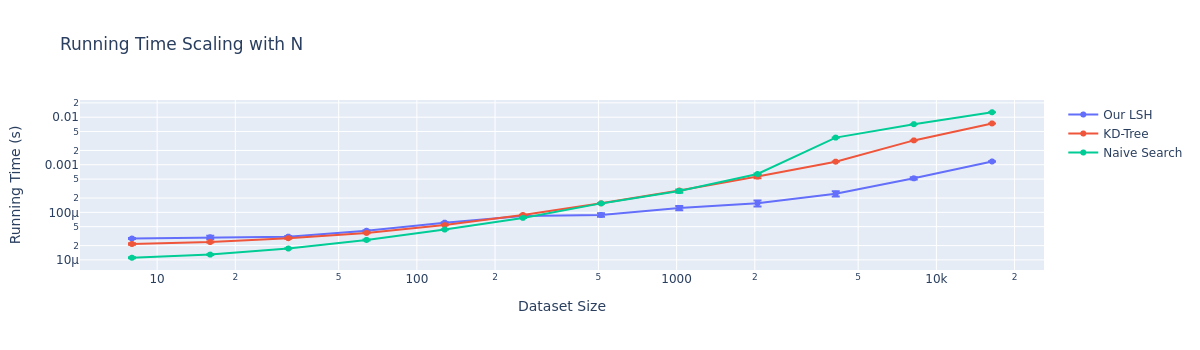 Running Time Scaling with N
Running Time (s)
2
0.01
5
2
0.001
5
2
100μ
5
2
10μ
10
2
5
100
2
5
1000
2
5
10k
2
Dataset Size
Our LSH
KD-Tree
Naive Search